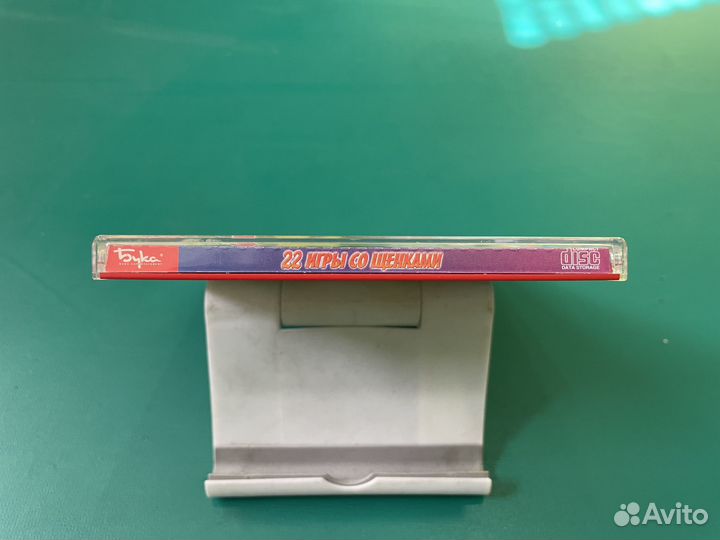 Бука
22 ИГРЫ СО ЩЕНКАМИ
disc
DATA STORAGE
Avito